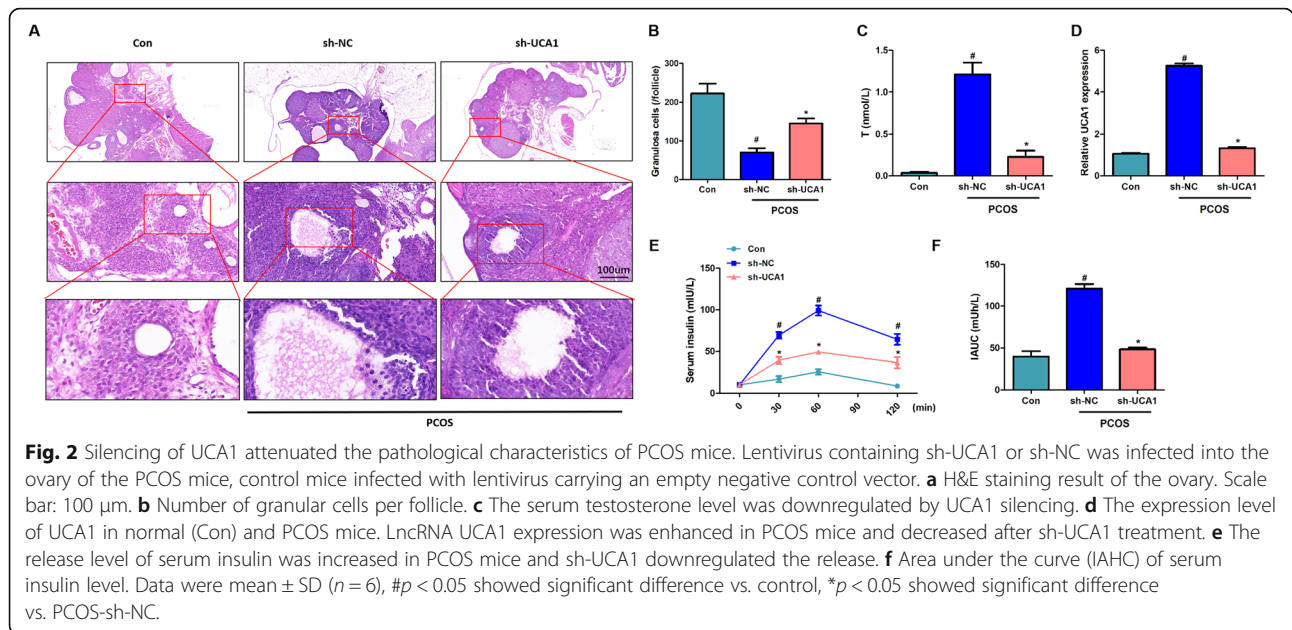 A
Con
sh-NC
sh-UCA1
100um
PCOS
B
Granulosa cells (/follicle)
300
200
100
0
#
*
Con
sh-NC
sh-UCA1
PCOS
C
T (nmol/L)
1.5
1.2
0.9
0.6
0.3
0.0
#
*
Con
sh-NC
sh-UCA1
PCOS
D
Relative UCA1 expression
6
4
2
0
#
*
Con
sh-NC
sh-UCA1
PCOS
E
Con
sh-NC
sh-UCA1
Serum insulin (mIU/L)
150
100
50
0
#
#
#
*
*
*
0
30
60
90
120
(min)
F
IAUC (mUh/L)
150
100
50
0
#
*
Con
sh-NC
sh-UCA1
PCOS
Fig. 2 Silencing of UCA1 attenuated the pathological characteristics of PCOS mice. Lentivirus containing sh-UCA1 or sh-NC was infected into the
ovary of the PCOS mice, control mice infected with lentivirus carrying an empty negative control vector. a H&E staining result of the ovary. Scale
bar: 100 μm. b Number of granular cells per follicle. c The serum testosterone level was downregulated by UCA1 silencing. d The expression level
of UCA1 in normal (Con) and PCOS mice. LncRNA UCA1 expression was enhanced in PCOS mice and decreased after sh-UCA1 treatment. e The
release level of serum insulin was increased in PCOS mice and sh-UCA1 downregulated the release. f Area under the curve (IAHC) of serum
insulin level. Data were mean ± SD (n = 6), #p < 0.05 showed significant difference vs. control, *p < 0.05 showed significant difference
vs. PCOS-sh-NC.